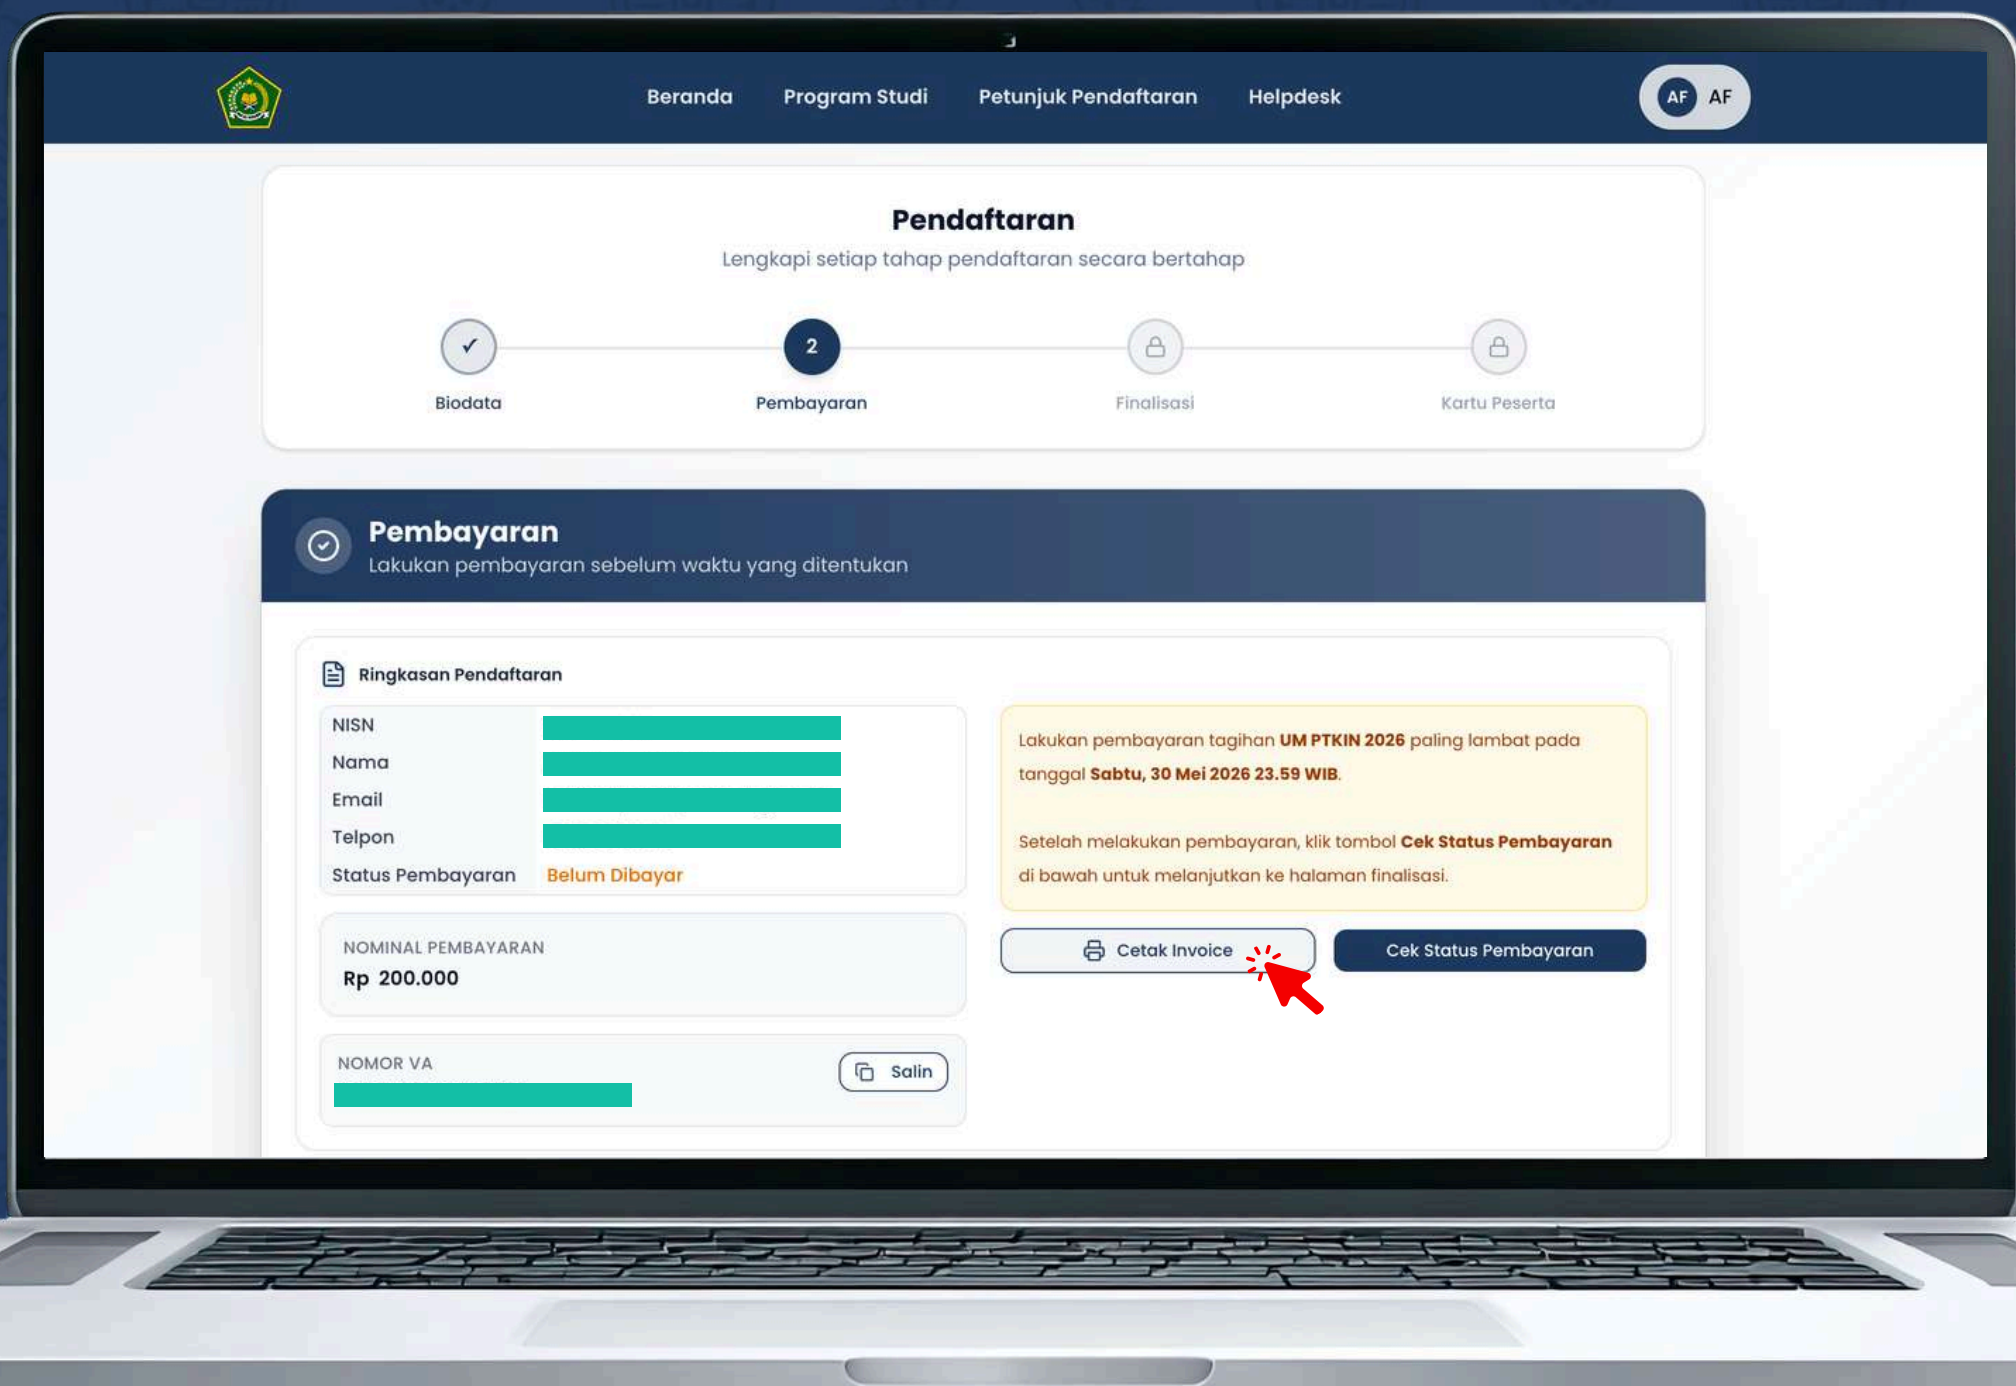 Beranda
Program Studi
Petunjuk Pendaftaran
Helpdesk
AF AF
Pendaftaran
Lengkapi setiap tahap pendaftaran secara bertahap
✓
2
Biodata
Pembayaran
Finalisasi
Kartu Peserta
Pembayaran
Lakukan pembayaran sebelum waktu yang ditentukan
Ringkasan Pendaftaran
NISN
Nama
Email
Telpon
Status Pembayaran Belum Dibayar
NOMINAL PEMBAYARAN
Rp 200.000
NOMOR VA
Salin
Lakukan pembayaran tagihan UM PTKIN 2026 paling lambat pada
tanggal Sabtu, 30 Mei 2026 23.59 WIB.
Setelah melakukan pembayaran, klik tombol Cek Status Pembayaran
di bawah untuk melanjutkan ke halaman finalisasi.
Cetak Invoice
Cek Status Pembayaran